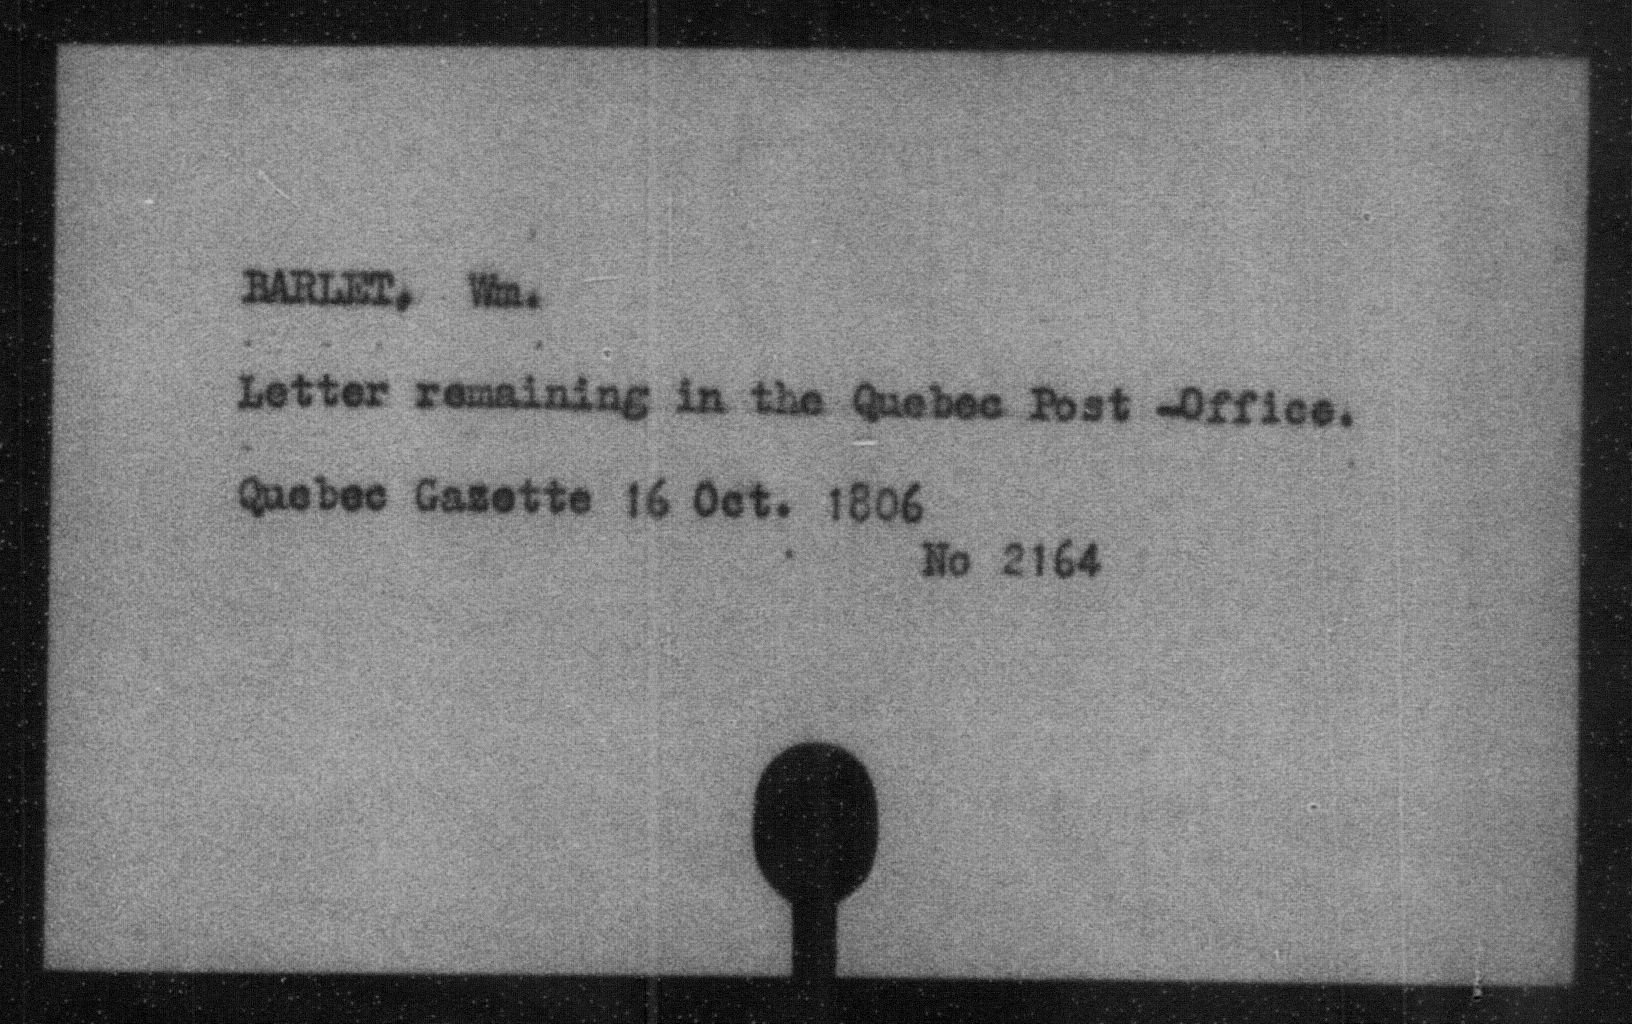 BARLET, Wm.
Letter remaining in the Quebec Post -Office.
Quebec Gazette 16 Oct. 1806
No 2164